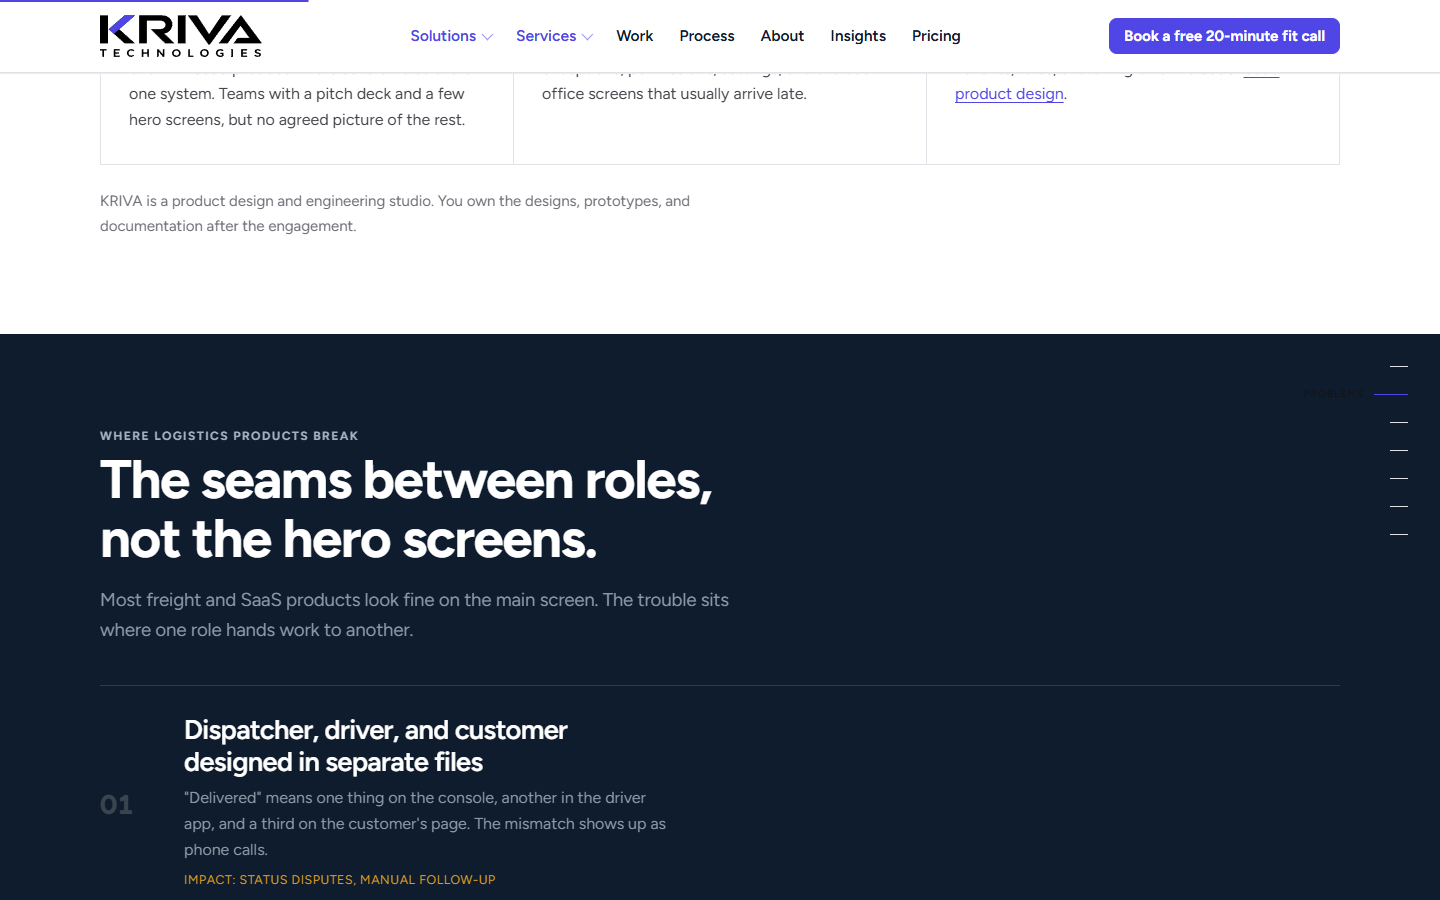 KRIVA
TECHNOLOGIES
Solutions
Services
Work
Process
About
Insights
Pricing
Book a free 20-minute fit call
one system. Teams with a pitch deck and a few
hero screens, but no agreed picture of the rest.
office screens that usually arrive late.
product design.
KRIVA is a product design and engineering studio. You own the designs, prototypes, and
documentation after the engagement.
PROBLEMS
WHERE LOGISTICS PRODUCTS BREAK
The seams between roles,
not the hero screens.
Most freight and SaaS products look fine on the main screen. The trouble sits
where one role hands work to another.
01
Dispatcher, driver, and customer
designed in separate files
"Delivered" means one thing on the console, another in the driver
app, and a third on the customer's page. The mismatch shows up as
phone calls.
IMPACT: STATUS DISPUTES, MANUAL FOLLOW-UP